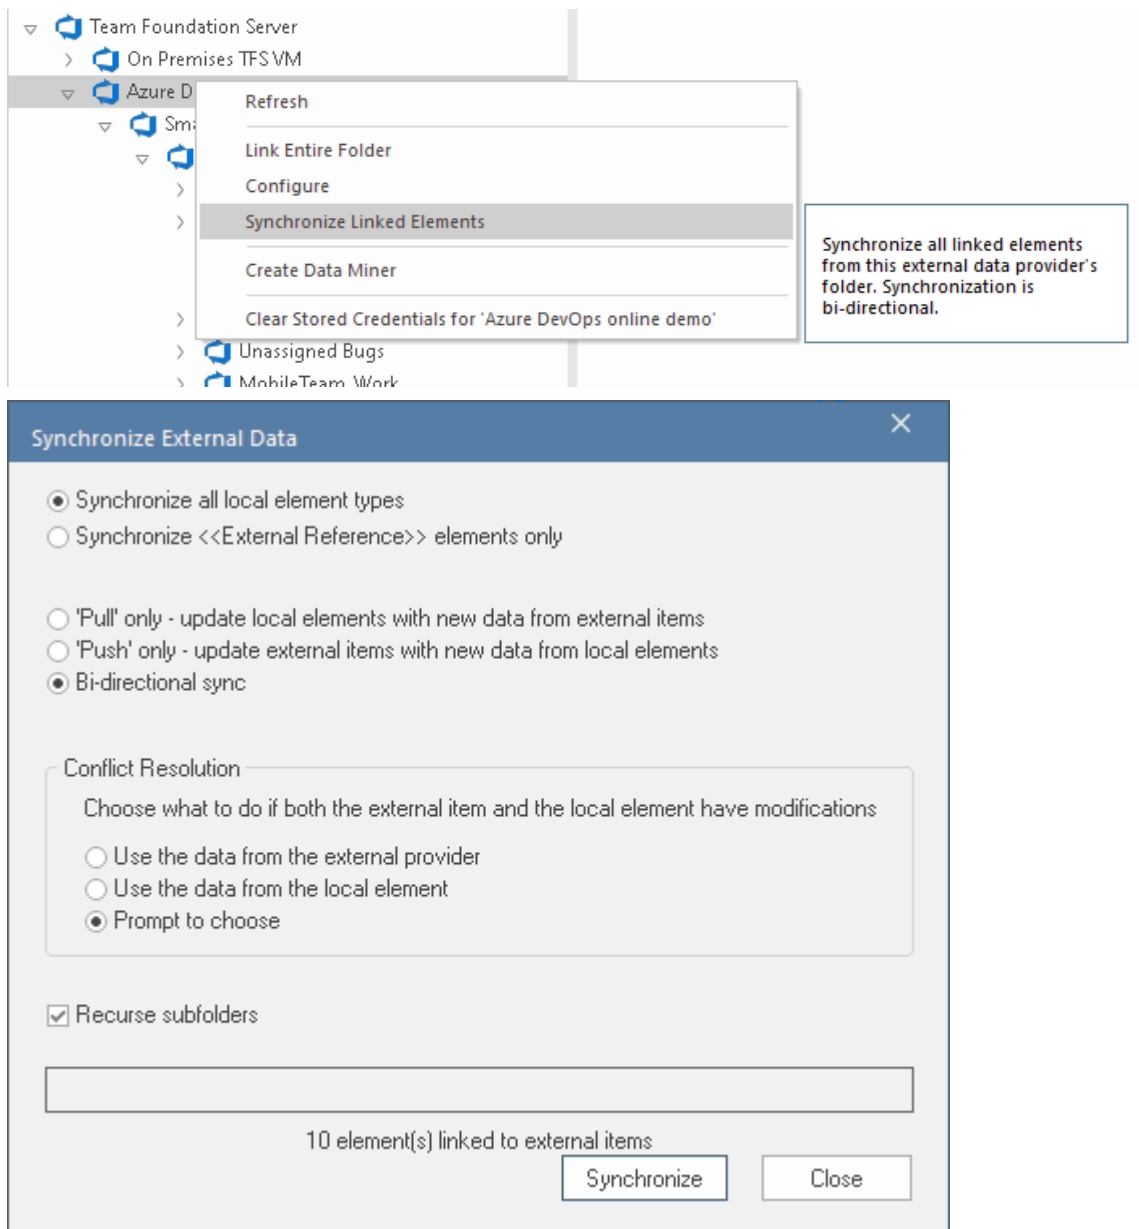 Team Foundation Server
On Premises TFS VM
Azure D
Refresh
Sma
Link Entire Folder
Configure
Synchronize Linked Elements
Synchronize all linked elements
from this external data provider's
folder. Synchronization is
bi-directional.
Create Data Miner
Clear Stored Credentials for 'Azure DevOps online demo'
Unassigned Bugs
MobileTeam_Work
Synchronize External Data
Synchronize all local element types
Synchronize <<External Reference>> elements only
'Pull' only - update local elements with new data from external items
'Push' only - update external items with new data from local elements
Bi-directional sync
Conflict Resolution
Choose what to do if both the external item and the local element have modifications
Use the data from the external provider
Use the data from the local element
Prompt to choose
Recurse subfolders
10 element(s) linked to external items
Synchronize
Close